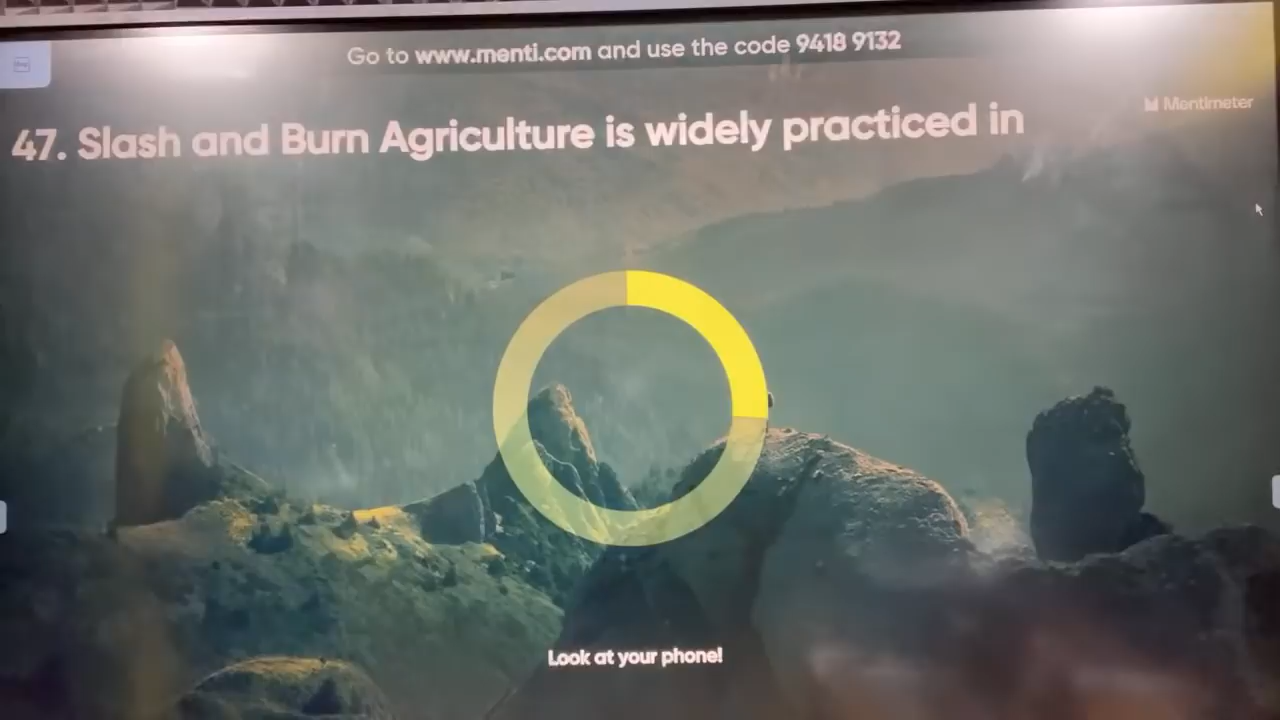 Go to www.menti.com and use the code 9418 9132
Mentimeter
47. Slash and Burn Agriculture is widely practiced in
Look at your phone!